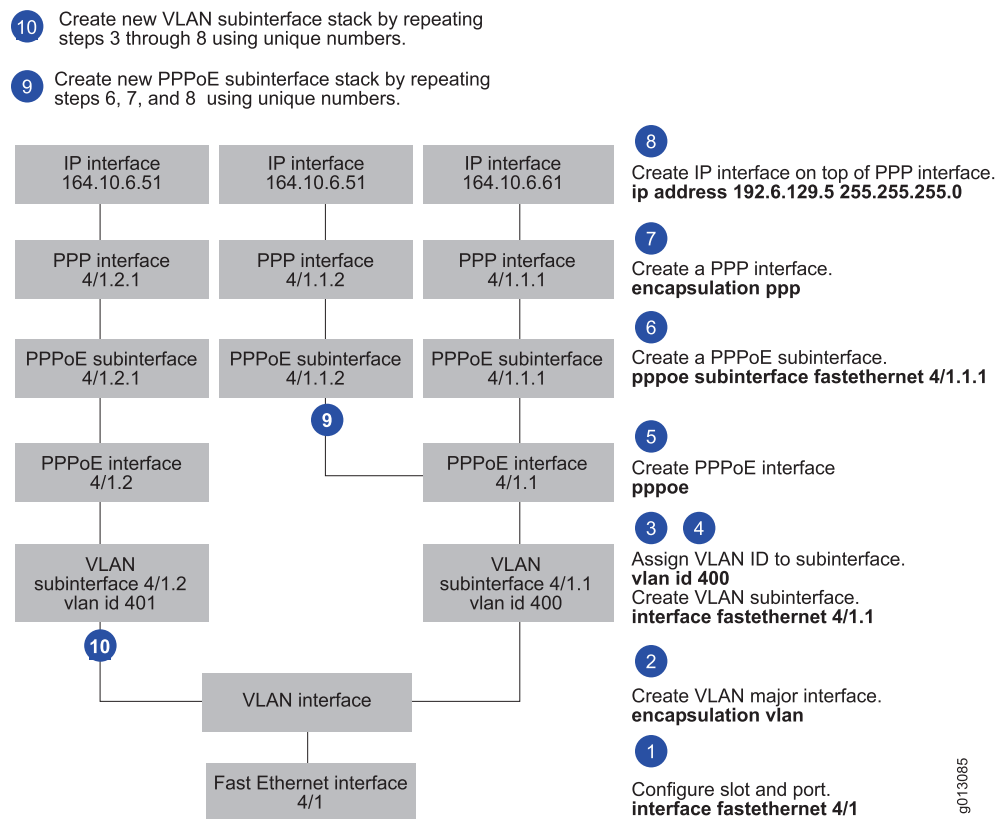 10 Create new VLAN subinterface stack by repeating
steps 3 through 8 using unique numbers.
9 Create new PPPoE subinterface stack by repeating
steps 6, 7, and 8 using unique numbers.
IP interface
164.10.6.51
IP interface
164.10.6.51
IP interface
164.10.6.61
8
Create IP interface on top of PPP interface.
ip address 192.6.129.5 255.255.255.0
PPP interface
4/1.2.1
PPP interface
4/1.1.2
PPP interface
4/1.1.1
7
Create a PPP interface.
encapsulation ppp
PPPoE subinterface
4/1.2.1
PPPoE subinterface
4/1.1.2
PPPoE subinterface
4/1.1.1
6
Create a PPPoE subinterface.
pppoe subinterface fastethernet 4/1.1.1
9
PPPoE interface
4/1.2
PPPoE interface
4/1.1
5
Create PPPoE interface
pppoe
VLAN
subinterface 4/1.2
vlan id 401
VLAN
subinterface 4/1.1
vlan id 400
3 4
Assign VLAN ID to subinterface.
vlan id 400
Create VLAN subinterface.
interface fastethernet 4/1.1
10
VLAN interface
2
Create VLAN major interface.
encapsulation vlan
Fast Ethernet interface
4/1
1
Configure slot and port.
interface fastethernet 4/1
g013085